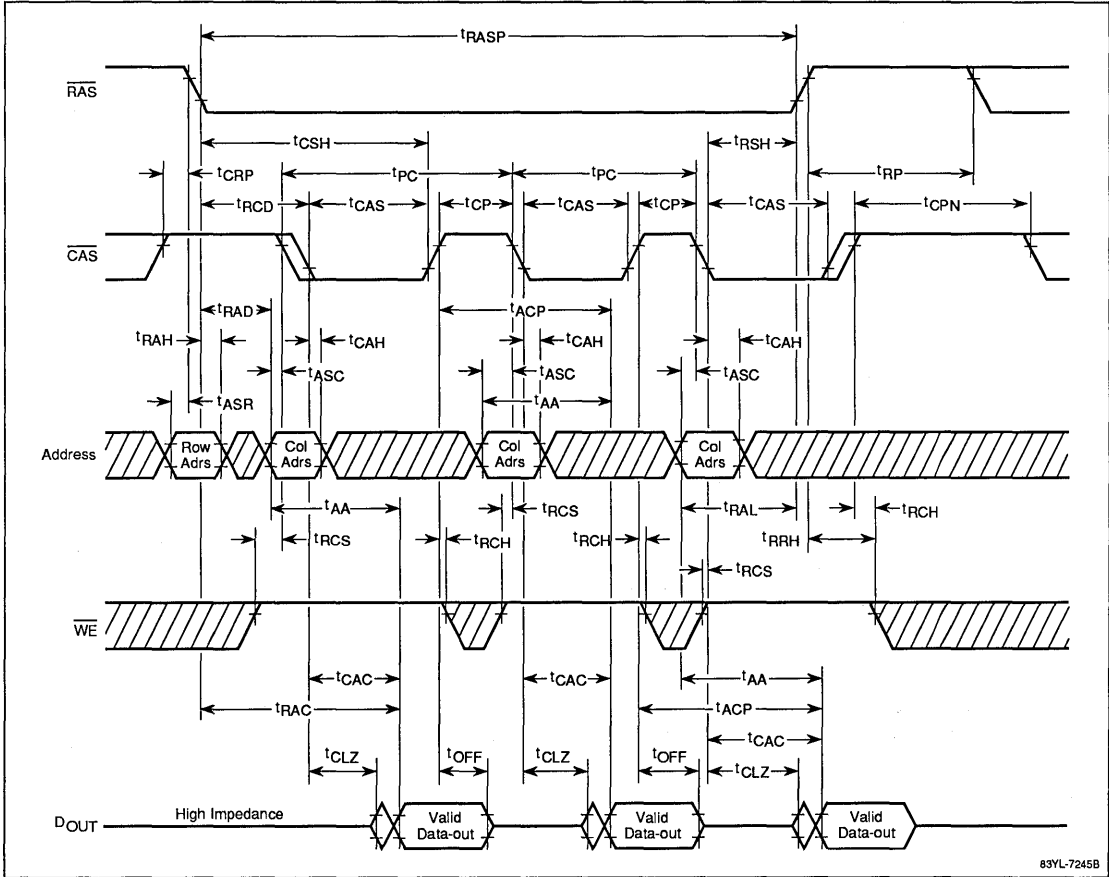 tRASP
RAS
tCSH
tRSH
tCRP
tPC
tPC
tRP
tRCD
tCAS
tCP
tCAS
tCP
tCAS
tCPN
CAS
tRAD
tACP
tRAH
tCAH
tCAH
tCAH
tASC
tASC
tASC
tASR
tAA
Address
Row Adrs
Col Adrs
Col Adrs
Col Adrs
tAA
tRCS
tRAL
tRCH
tRCS
tRCH
tRCH
tRRH
tRCS
WE
tCAC
tCAC
tAA
tRAC
tACP
tCAC
tCLZ
tOFF
tCLZ
tOFF
tCLZ
DOUT
High Impedance
Valid Data-out
Valid Data-out
Valid Data-out
83YL-7245B